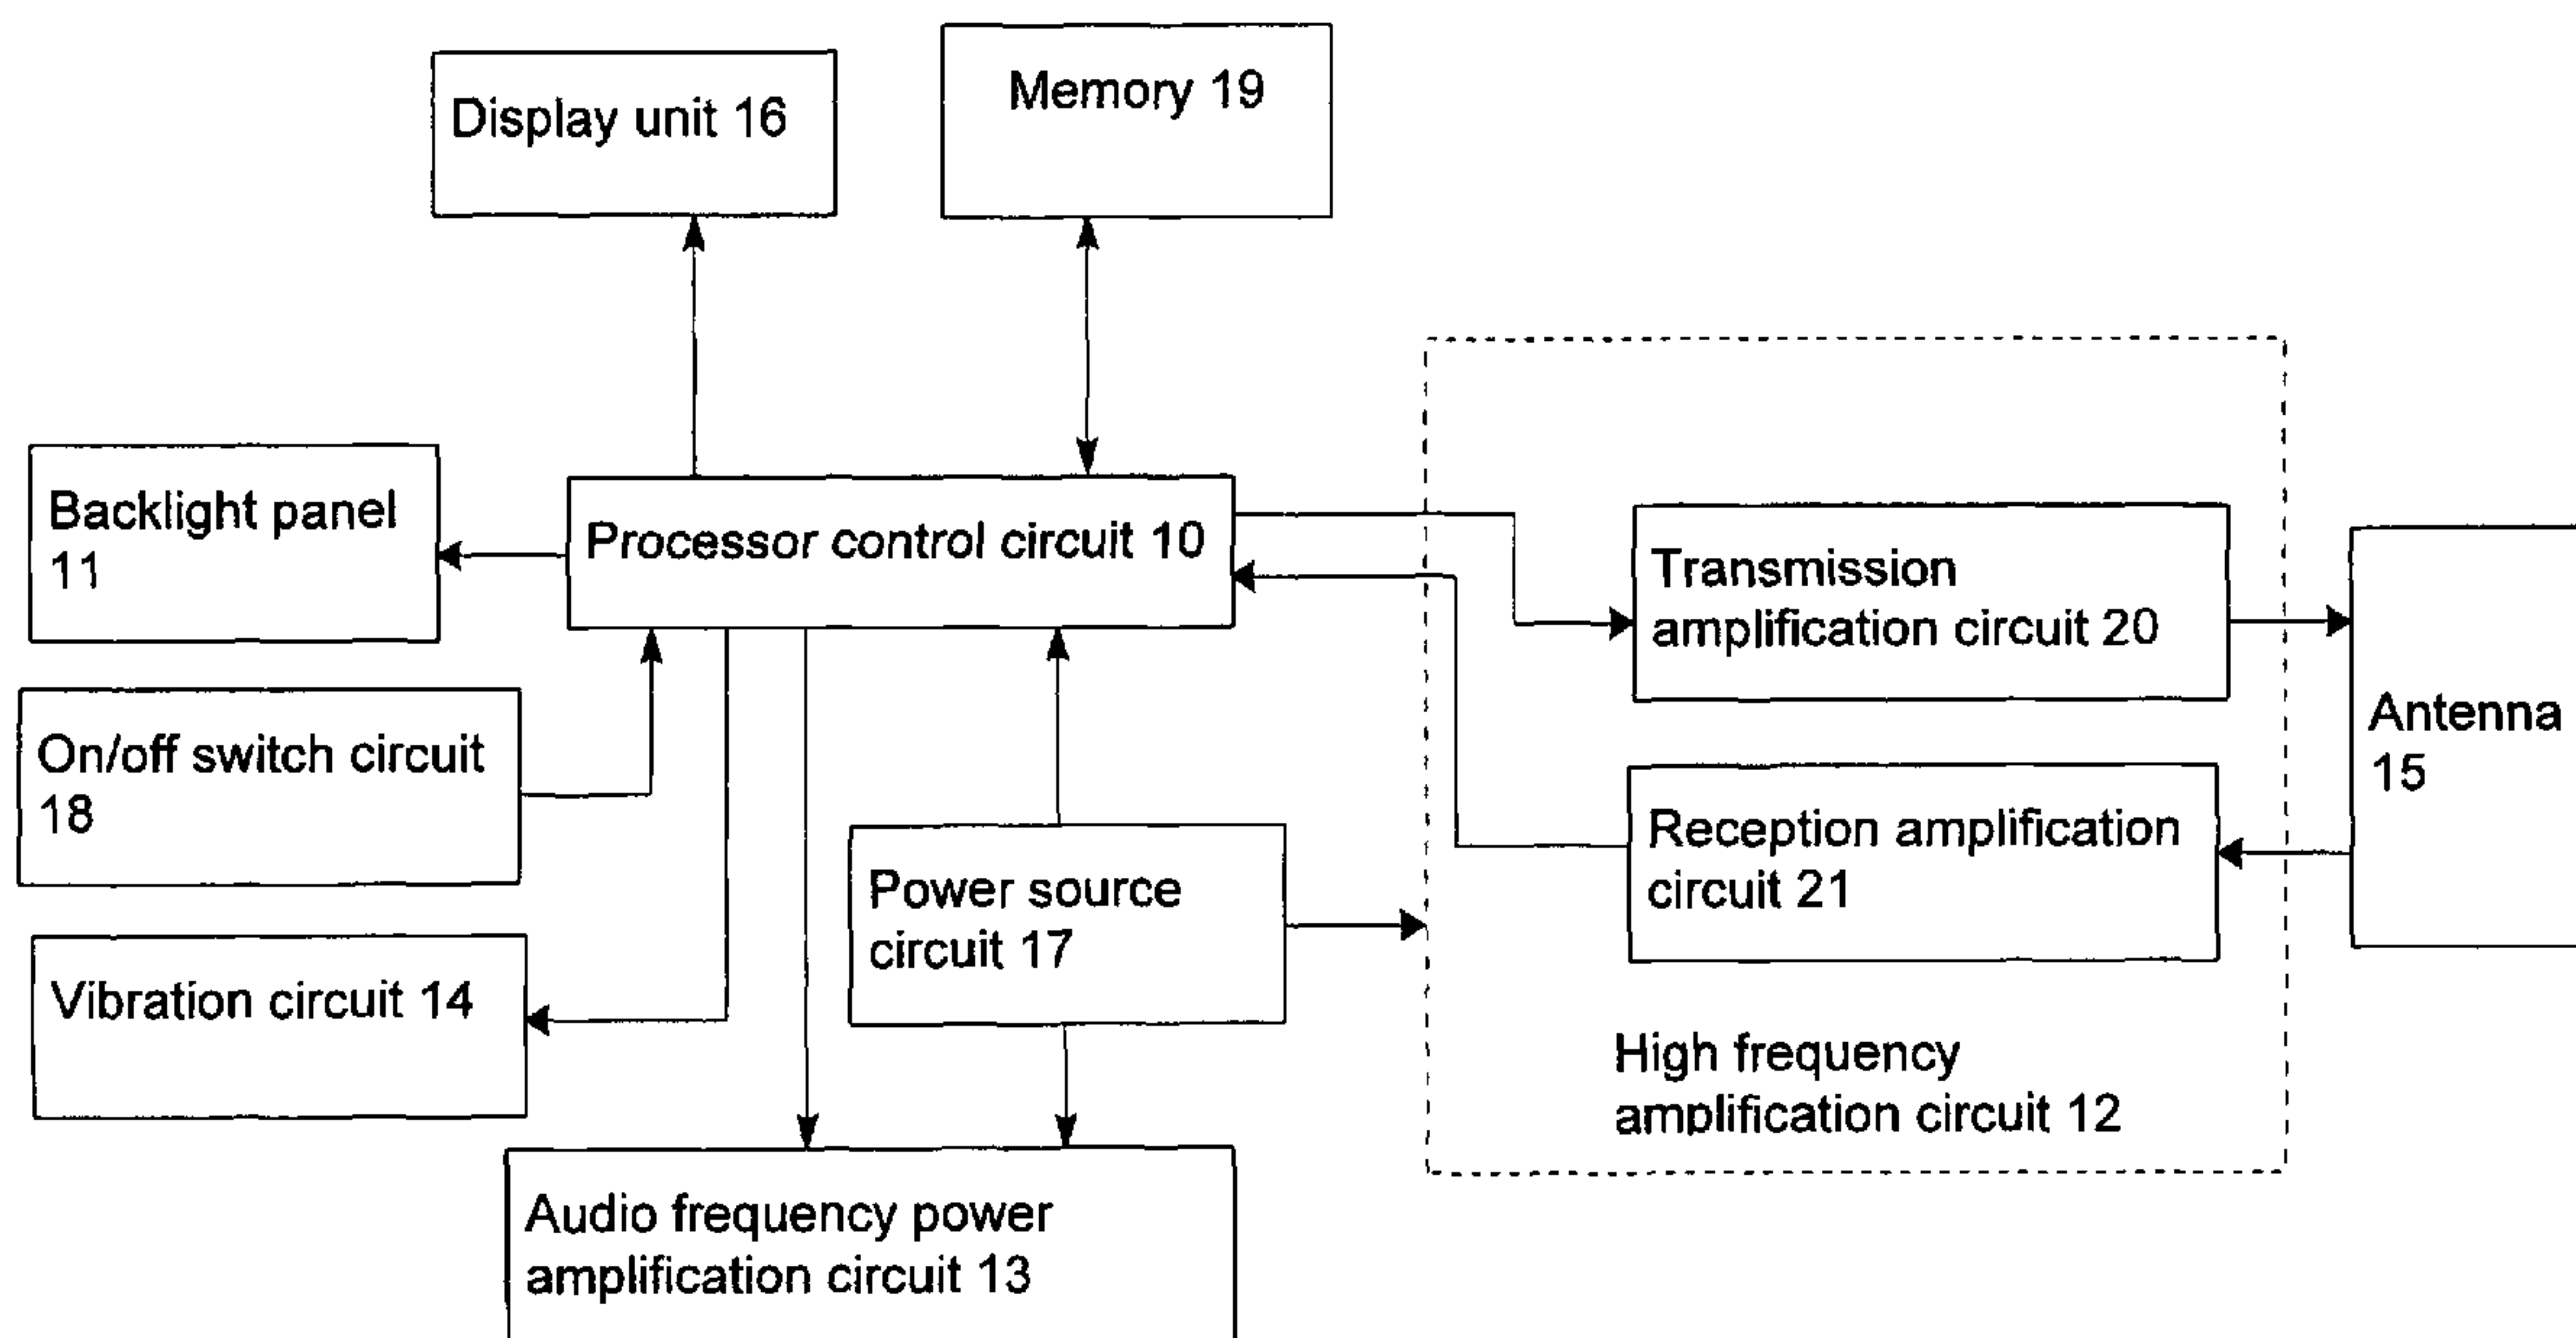 Display unit 16
Memory 19
Backlight panel
11
Processor control circuit 10
Transmission
amplification circuit 20
Antenna
15
On/off switch circuit
18
Reception amplification
circuit 21
Power source
circuit 17
Vibration circuit 14
High frequency
amplification circuit 12
Audio frequency power
amplification circuit 13